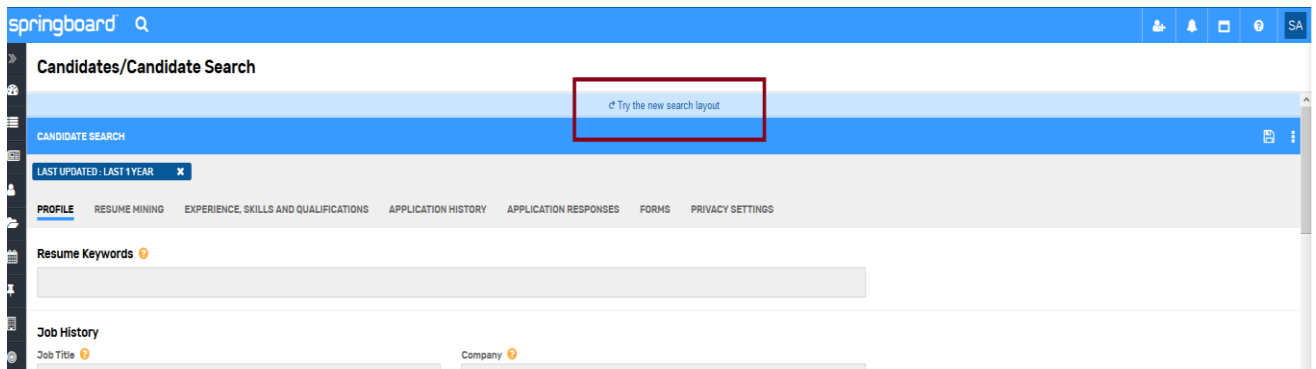 springboard
SA
Candidates/Candidate Search
Try the new search layout
CANDIDATE SEARCH
LAST UPDATED : LAST 1 YEAR
PROFILE RESUME MINING EXPERIENCE, SKILLS AND QUALIFICATIONS APPLICATION HISTORY APPLICATION RESPONSES FORMS PRIVACY SETTINGS
Resume Keywords
Job History
Job Title Company